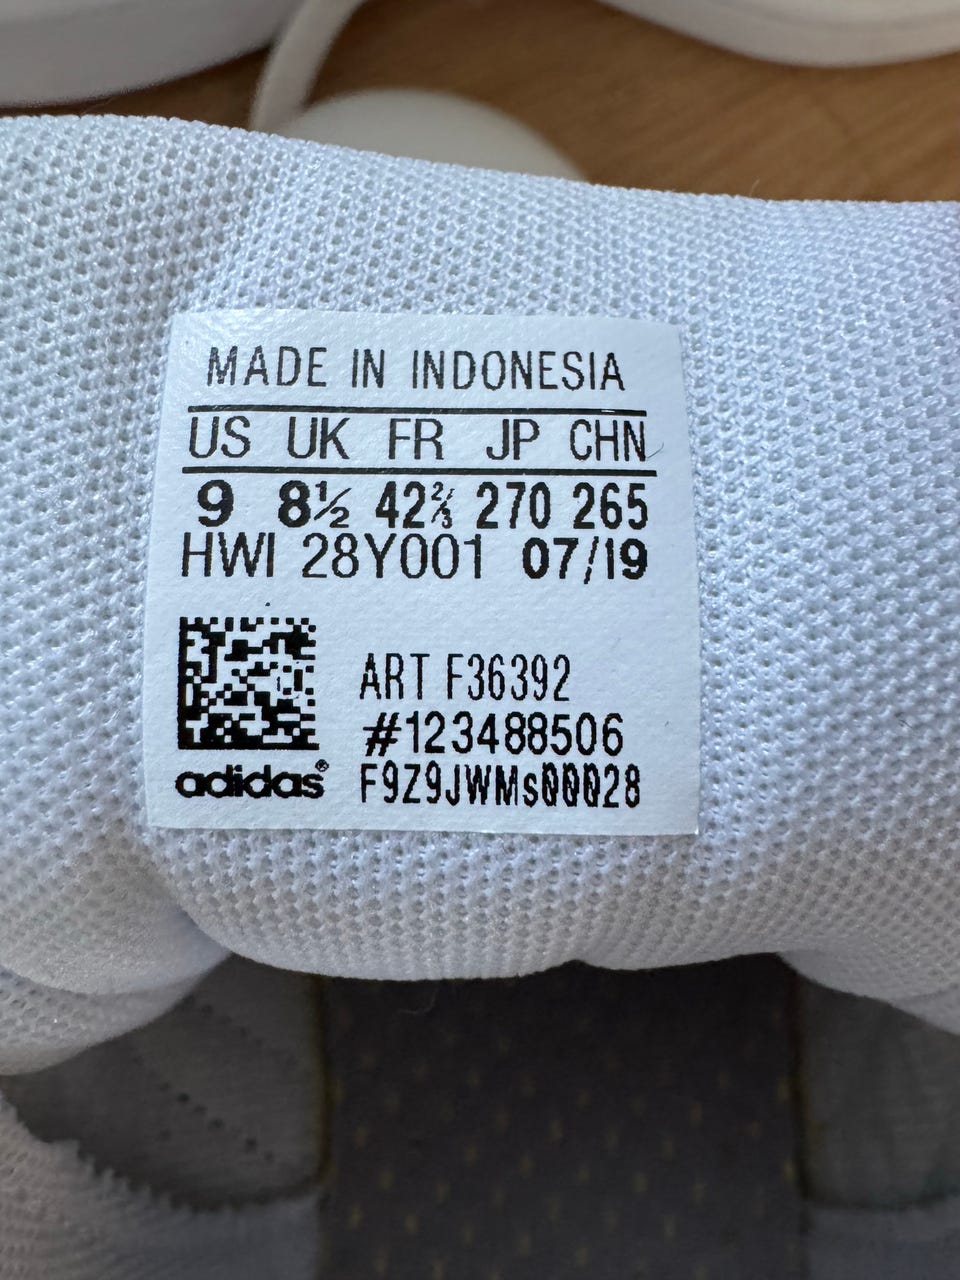 MADE IN INDONESIA
US UK FR JP CHN
9 8½ 42⅔ 270 265
HWI 28Y001 07/19
ART F36392
#123488506
adidas® F9Z9JWMs00028